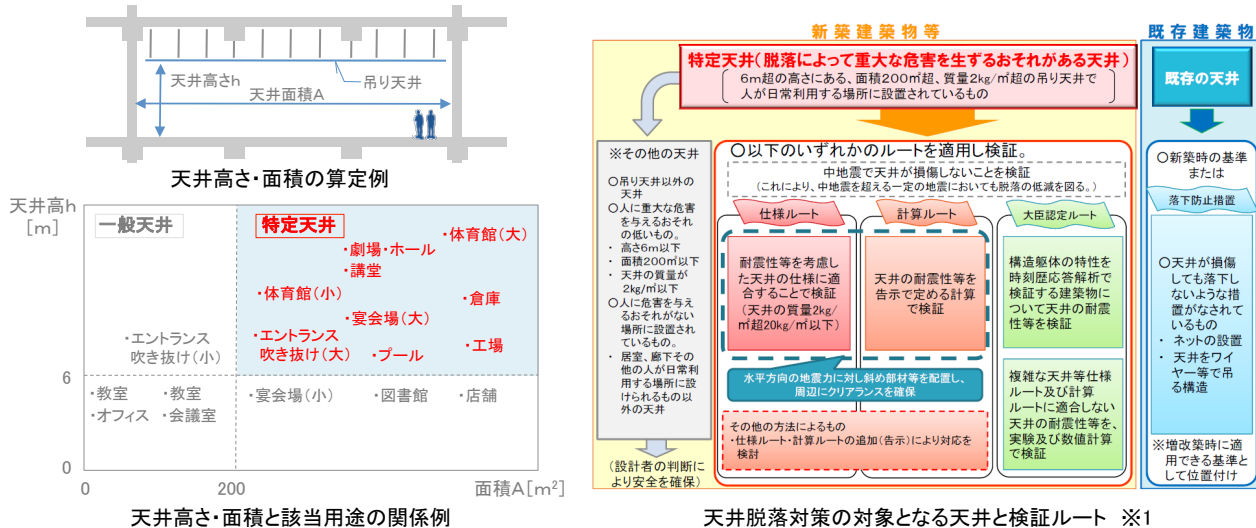 天井高さh
吊り天井
天井面積A
天井高さ・面積の算定例
天井高h
[m]
一般天井
特定天井
・体育館(大)
・劇場・ホール
・講堂
・体育館(小)
・倉庫
・宴会場(大)
・エントランス
吹き抜け(小)
・エントランス
吹き抜け(大)
・プール
・工場
6
・教室
・教室
・オフィス
・会議室
・宴会場(小)
・図書館
・店舗
0
0
200
面積A[m²]
天井高さ・面積と該当用途の関係例
新築建築物等
特定天井(脱落によって重大な危害を生ずるおそれがある天井)
6m超の高さにある、面積200㎡超、質量2kg/㎡超の吊り天井で
人が日常利用する場所に設置されているもの
※その他の天井
○吊り天井以外の
天井
○人に重大な危害
を与えるおそれ
の低いもの。
・ 高さ6m以下
・ 面積200㎡以下
・ 天井の質量が
2kg/㎡以下
○人に危害を与え
るおそれがない
場所に設置され
ているもの。
・ 居室、廊下その
他の人が日常利
用する場所に設
けられるもの以
外の天井
(設計者の判断に
より安全を確保)
○以下のいずれかのルートを適用し検証。
中地震で天井が損傷しないことを検証
(これにより、中地震を超える一定の地震においても脱落の低減を図る。)
仕様ルート
耐震性等を考慮し
た天井の仕様に適
合することで検証
(天井の質量2kg/
㎡超20kg/㎡以下)
計算ルート
天井の耐震性等を
告示で定める計算
で検証
大臣認定ルート
構造躯体の特性を
時刻歴応答解析で
検証する建築物に
ついて天井の耐震
性等を検証
水平方向の地震力に対し斜め部材等を配置し、
周辺にクリアランスを確保
その他の方法によるもの
・仕様ルート・計算ルートの追加(告示)により対応を
検討
複雑な天井等仕様
ルート及び計算
ルートに適合しない
天井の耐震性等を、
実験及び数値計算
で検証
既存建築物
既存の天井
○新築時の基準
または
落下防止措置
○天井が損傷
しても落下し
ないような措
置がなされて
いるもの
・ ネットの設置
・ 天井をワイ
ヤー等で吊
る構造
※増改築時に適
用できる基準と
して位置付け
天井脱落対策の対象となる天井と検証ルート ※1